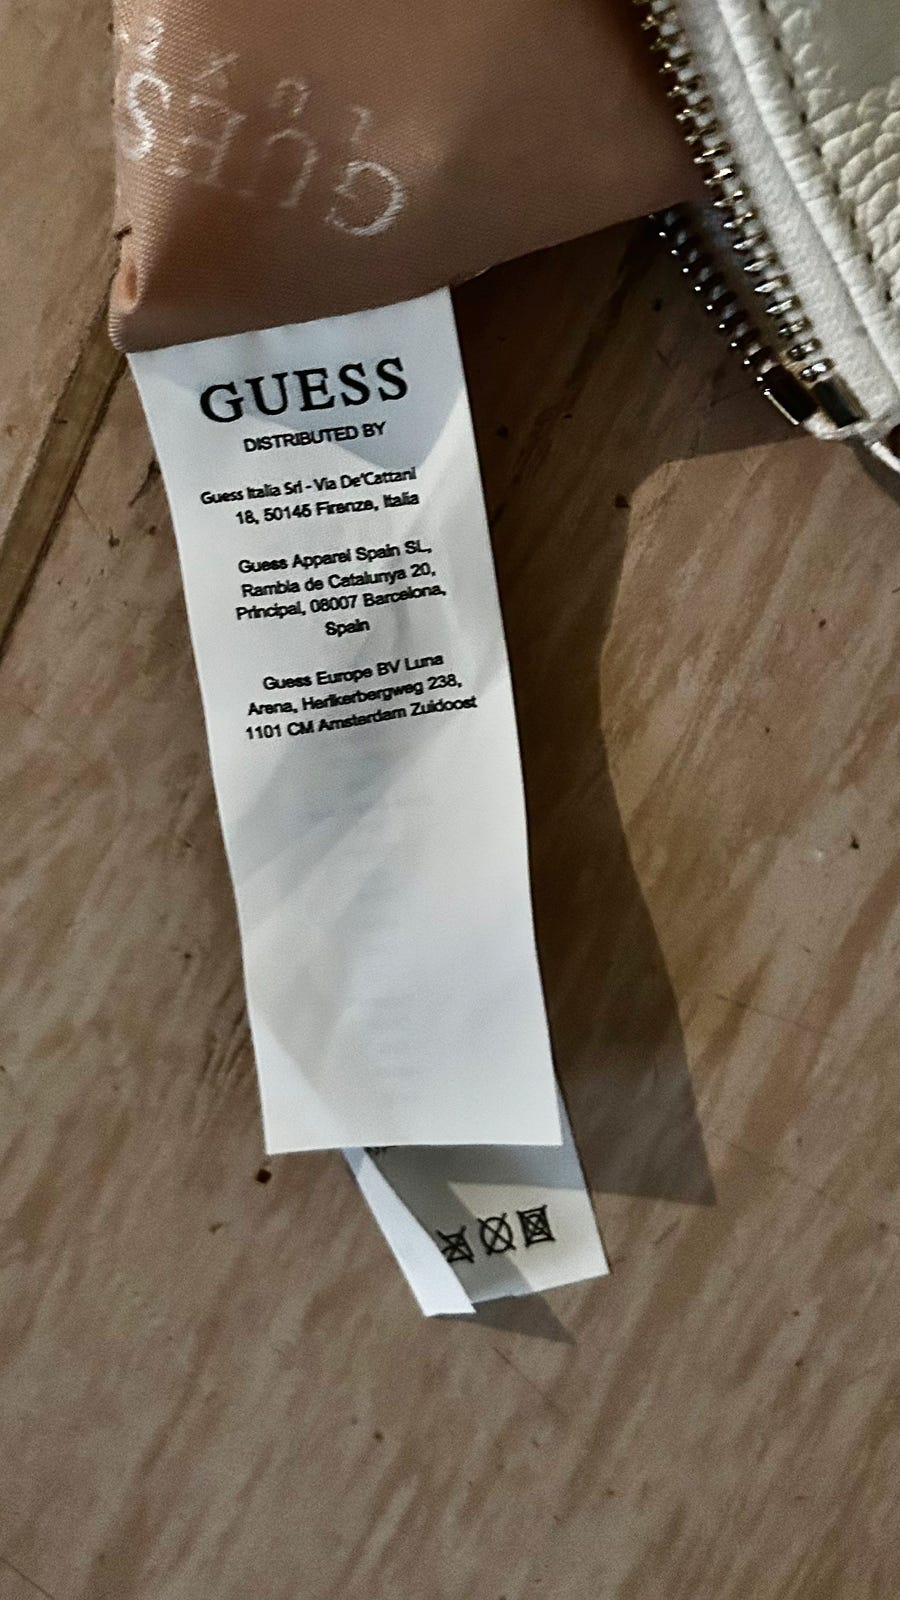 GUESS
GUESS
DISTRIBUTED BY
Guess Italia Srl - Via De'Cattani
18, 50145 Firenze, Italia
Guess Apparel Spain SL,
Rambla de Catalunya 20,
Principal, 08007 Barcelona,
Spain
Guess Europe BV Luna
Arena, Herikerbergweg 238,
1101 CM Amsterdam Zuidoost